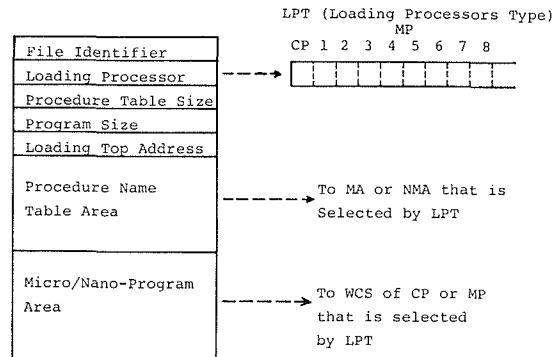 LPT (Loading Processors Type)
MP
CP 1 2 3 4 5 6 7 8
File Identifier
Loading Processor
Procedure Table Size
Program Size
Loading Top Address
Procedure Name
Table Area
To MA or NMA that is
Selected by LPT
Micro/Nano-Program
Area
To WCS of CP or MP
that is selected
by LPT